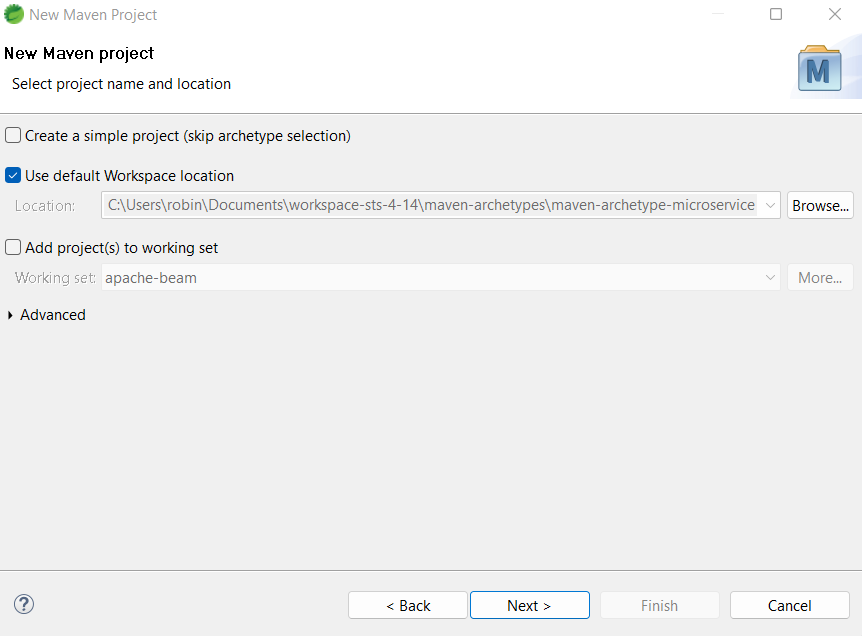 New Maven Project
New Maven project
Select project name and location
M
Create a simple project (skip archetype selection)
Use default Workspace location
Location: C:\Users\robin\Documents\workspace-sts-4-14\maven-archetypes\maven-archetype-microservice Browse...
Add project(s) to working set
Working set: apache-beam More...
Advanced
? < Back Next > Finish Cancel